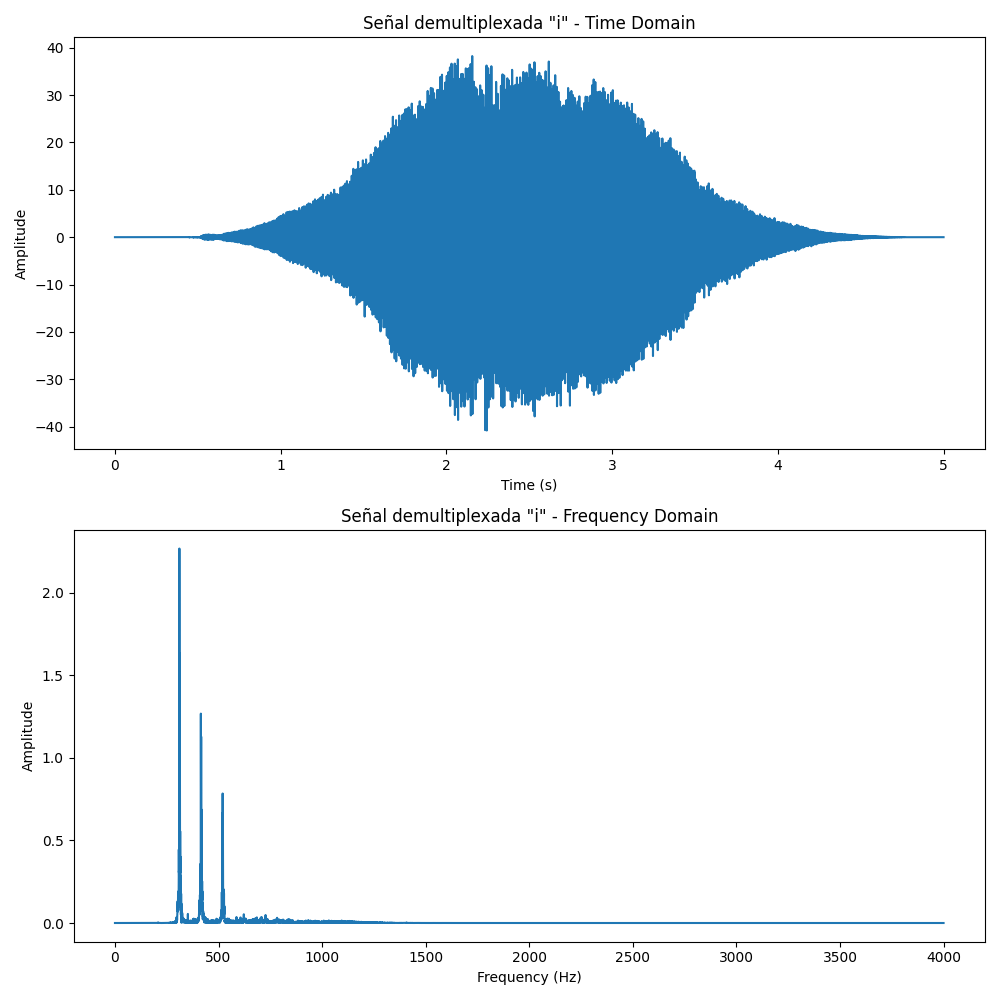 Señal demultiplexada "i" - Time Domain
40
30
20
10
0
−10
−20
−30
−40
Amplitude
0 1 2 3 4 5
Time (s)
Señal demultiplexada "i" - Frequency Domain
2.0
1.5
1.0
0.5
0.0
Amplitude
0 500 1000 1500 2000 2500 3000 3500 4000
Frequency (Hz)